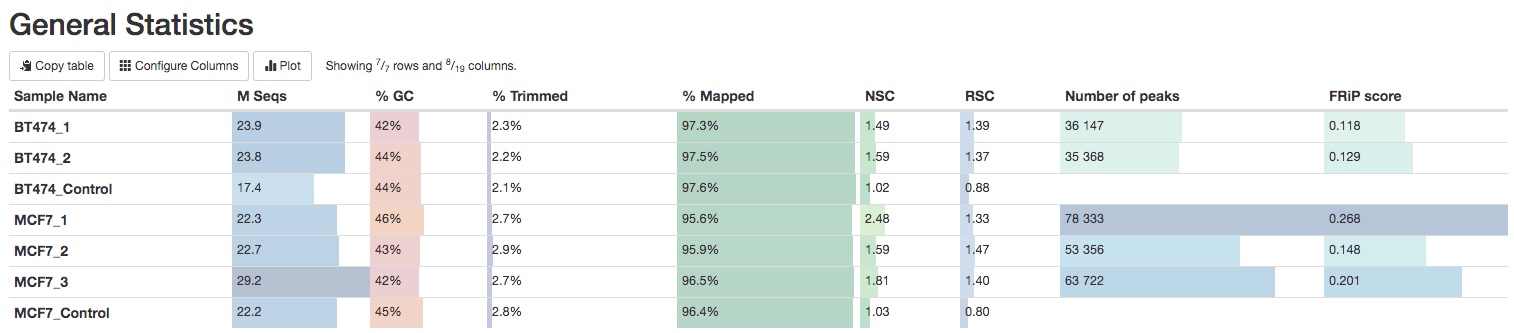 General Statistics
Copy table Configure Columns Plot Showing 7/7 rows and 8/19 columns.
Sample Name M Seqs % GC % Trimmed % Mapped NSC RSC Number of peaks FRiP score
BT474_1 23.9 42% 2.3% 97.3% 1.49 1.39 36 147 0.118
BT474_2 23.8 44% 2.2% 97.5% 1.59 1.37 35 368 0.129
BT474_Control 17.4 44% 2.1% 97.6% 1.02 0.88
MCF7_1 22.3 46% 2.7% 95.6% 2.48 1.33 78 333 0.268
MCF7_2 22.7 43% 2.9% 95.9% 1.59 1.47 53 356 0.148
MCF7_3 29.2 42% 2.7% 96.5% 1.81 1.40 63 722 0.201
MCF7_Control 22.2 45% 2.8% 96.4% 1.03 0.80